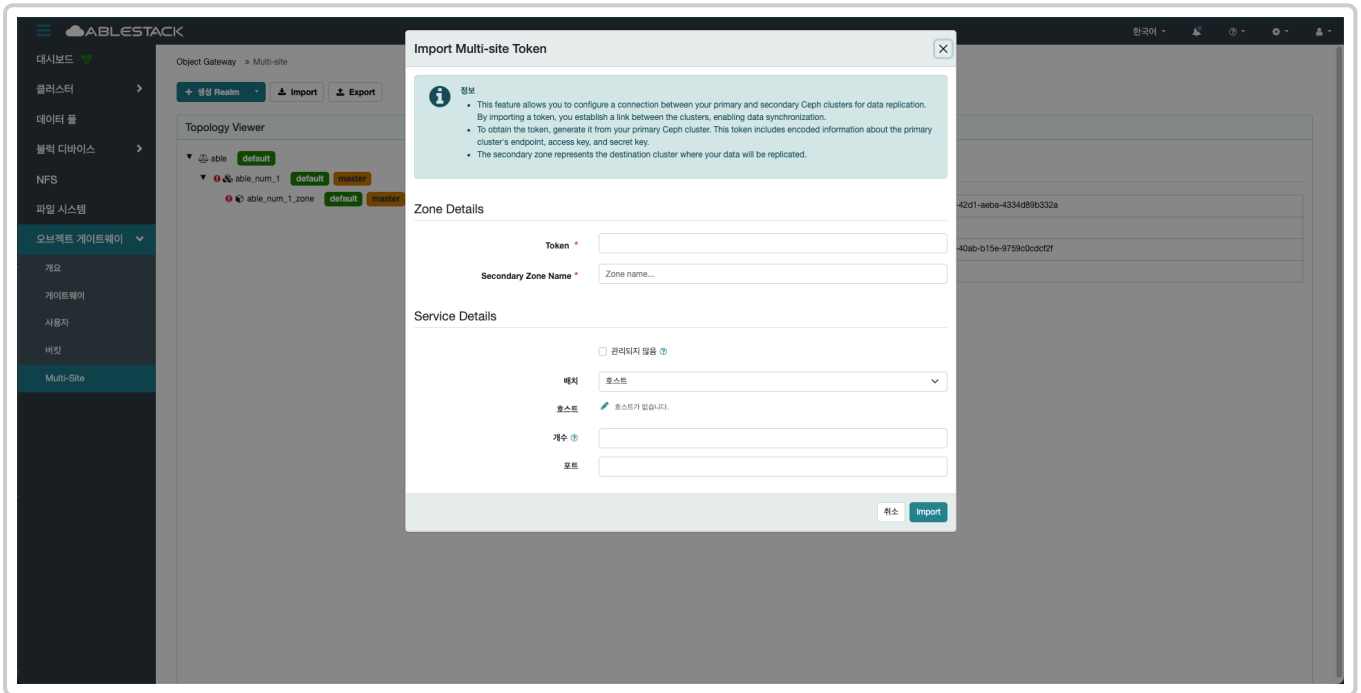 ABLESTACK
한국어
대시보드
클러스터
데이터 풀
블럭 디바이스
NFS
파일 시스템
오브젝트 게이트웨이
개요
게이트웨이
사용자
버킷
Multi-Site
Object Gateway » Multi-site
+ 생성 Realm
Import
Export
Topology Viewer
able default
able_num_1 default master
able_num_1_zone default master
-42d1-aeba-4334d89b332a
-40ab-b15e-9759c0cdcf2f
Import Multi-site Token
정보
• This feature allows you to configure a connection between your primary and secondary Ceph clusters for data replication.
By importing a token, you establish a link between the clusters, enabling data synchronization.
• To obtain the token, generate it from your primary Ceph cluster. This token includes encoded information about the primary
cluster's endpoint, access key, and secret key.
• The secondary zone represents the destination cluster where your data will be replicated.
Zone Details
Token *
Secondary Zone Name * Zone name...
Service Details
관리되지 않음
배치 호스트
호스트 호스트가 없습니다.
개수
포트
취소 Import